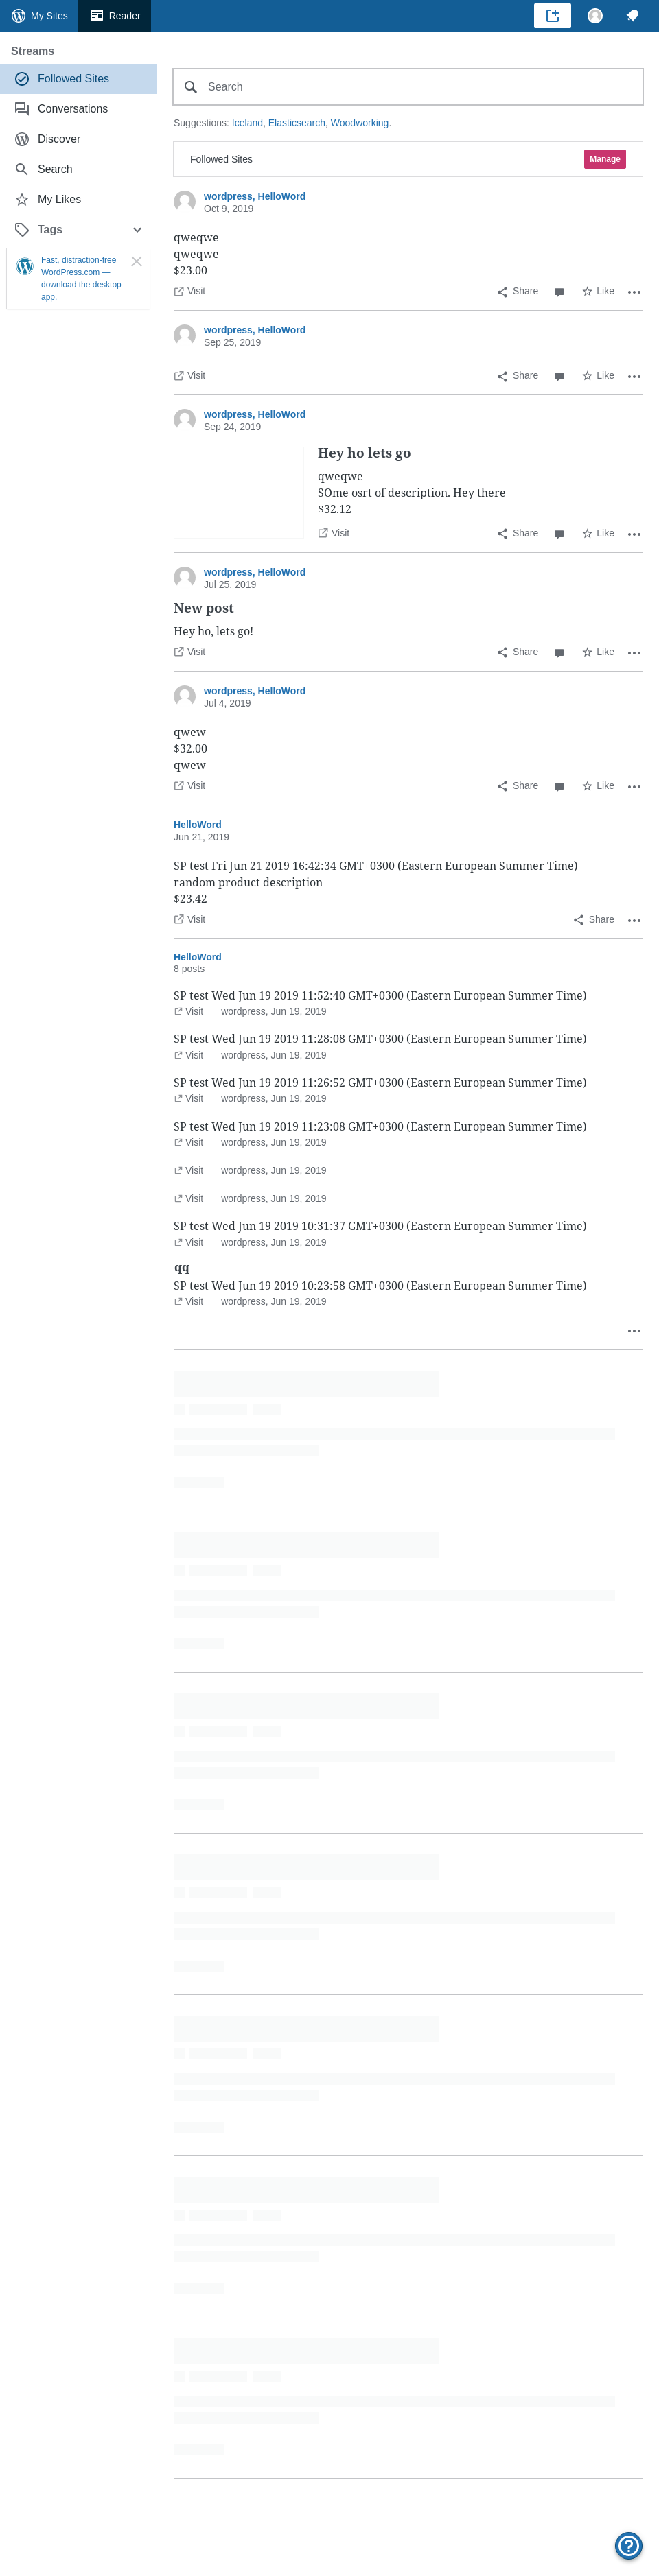 My Sites
Reader
Streams
Followed Sites
Conversations
Discover
Search
My Likes
Tags
Fast, distraction-free
WordPress.com —
download the desktop
app.
Search
Suggestions: Iceland, Elasticsearch, Woodworking.
Followed Sites
Manage
wordpress, HelloWord
Oct 9, 2019
qweqwe
qweqwe
$23.00
Visit
Share
Like
wordpress, HelloWord
Sep 25, 2019
Visit
Share
Like
wordpress, HelloWord
Sep 24, 2019
Hey ho lets go
qweqwe
SOme osrt of description. Hey there
$32.12
Visit
Share
Like
wordpress, HelloWord
Jul 25, 2019
New post
Hey ho, lets go!
Visit
Share
Like
wordpress, HelloWord
Jul 4, 2019
qwew
$32.00
qwew
Visit
Share
Like
HelloWord
Jun 21, 2019
SP test Fri Jun 21 2019 16:42:34 GMT+0300 (Eastern European Summer Time)
random product description
$23.42
Visit
Share
HelloWord
8 posts
SP test Wed Jun 19 2019 11:52:40 GMT+0300 (Eastern European Summer Time)
Visit wordpress, Jun 19, 2019
SP test Wed Jun 19 2019 11:28:08 GMT+0300 (Eastern European Summer Time)
Visit wordpress, Jun 19, 2019
SP test Wed Jun 19 2019 11:26:52 GMT+0300 (Eastern European Summer Time)
Visit wordpress, Jun 19, 2019
SP test Wed Jun 19 2019 11:23:08 GMT+0300 (Eastern European Summer Time)
Visit wordpress, Jun 19, 2019
Visit wordpress, Jun 19, 2019
Visit wordpress, Jun 19, 2019
SP test Wed Jun 19 2019 10:31:37 GMT+0300 (Eastern European Summer Time)
Visit wordpress, Jun 19, 2019
qq
SP test Wed Jun 19 2019 10:23:58 GMT+0300 (Eastern European Summer Time)
Visit wordpress, Jun 19, 2019